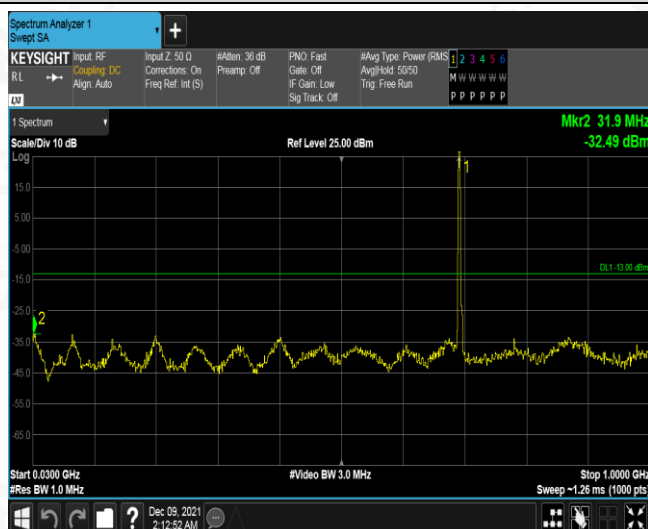 Spectrum Analyzer 1
Swept SA
+
KEYSIGHT
RL
Input: RF
Coupling: DC
Align: Auto
Input Z: 50 Ω
Corrections: On
Freq Ref: Int (S)
#Atten: 36 dB
Preamp: Off
PNO: Fast
Gate: Off
IF Gain: Low
Sig Track: Off
#Avg Type: Power (RMS
Avg|Hold: 50/50
Trig: Free Run
1 2 3 4 5 6
M W W W W W
P P P P P P
LXI
1 Spectrum
Scale/Div 10 dB
Ref Level 25.00 dBm
Mkr2 31.9 MHz
-32.49 dBm
Log
15.0
5.00
-5.00
-15.0
-25.0
-35.0
-45.0
-55.0
-65.0
1
2
DL1 -13.00 dBm
Start 0.0300 GHz
#Res BW 1.0 MHz
#Video BW 3.0 MHz
Stop 1.0000 GHz
Sweep ~1.26 ms (1000 pts)
?
Dec 09, 2021
2:12:52 AM